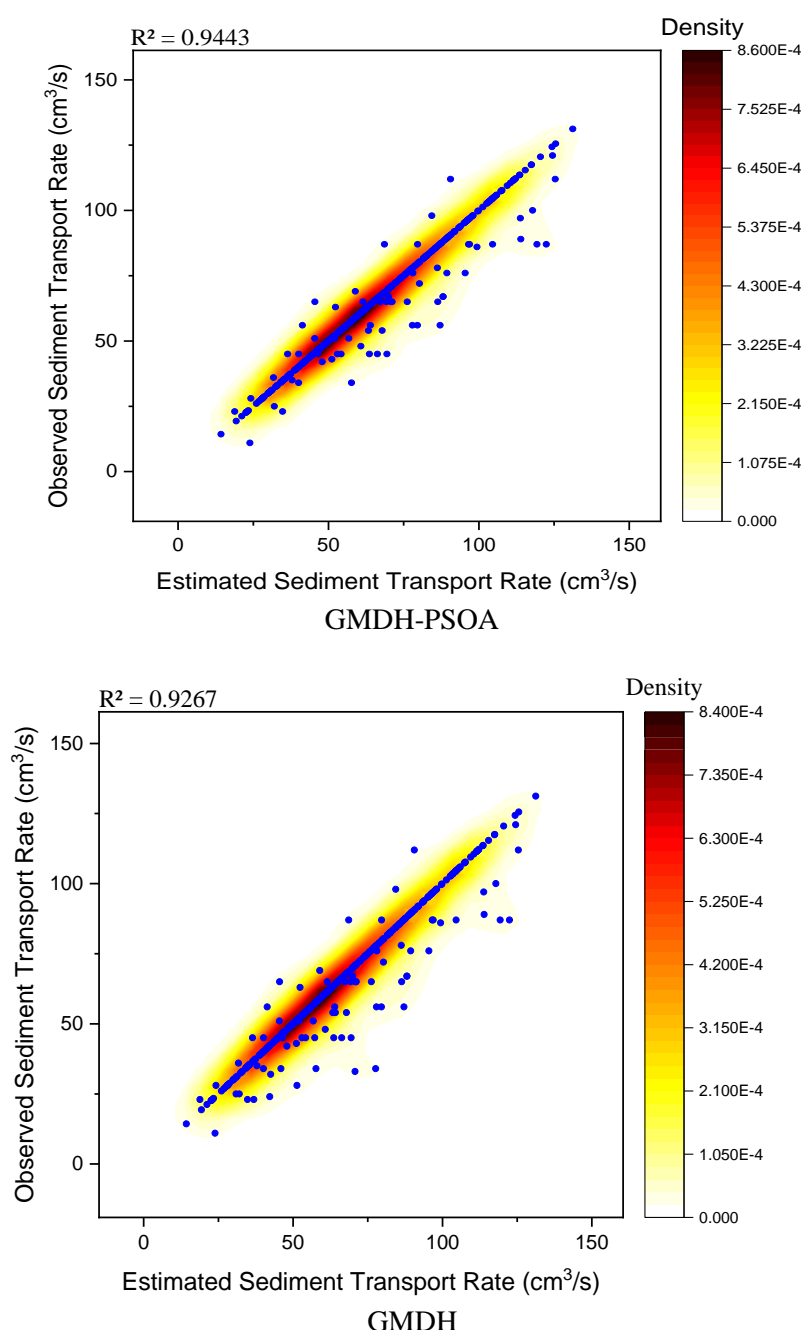 R² = 0.9443
Density
Observed Sediment Transport Rate (cm³/s)
150
100
50
0
0
50
100
150
Estimated Sediment Transport Rate (cm³/s)
8.600E-4
7.525E-4
6.450E-4
5.375E-4
4.300E-4
3.225E-4
2.150E-4
1.075E-4
0.000
GMDH-PSOA
R² = 0.9267
Density
Observed Sediment Transport Rate (cm³/s)
150
100
50
0
0
50
100
150
Estimated Sediment Transport Rate (cm³/s)
8.400E-4
7.350E-4
6.300E-4
5.250E-4
4.200E-4
3.150E-4
2.100E-4
1.050E-4
0.000
GMDH